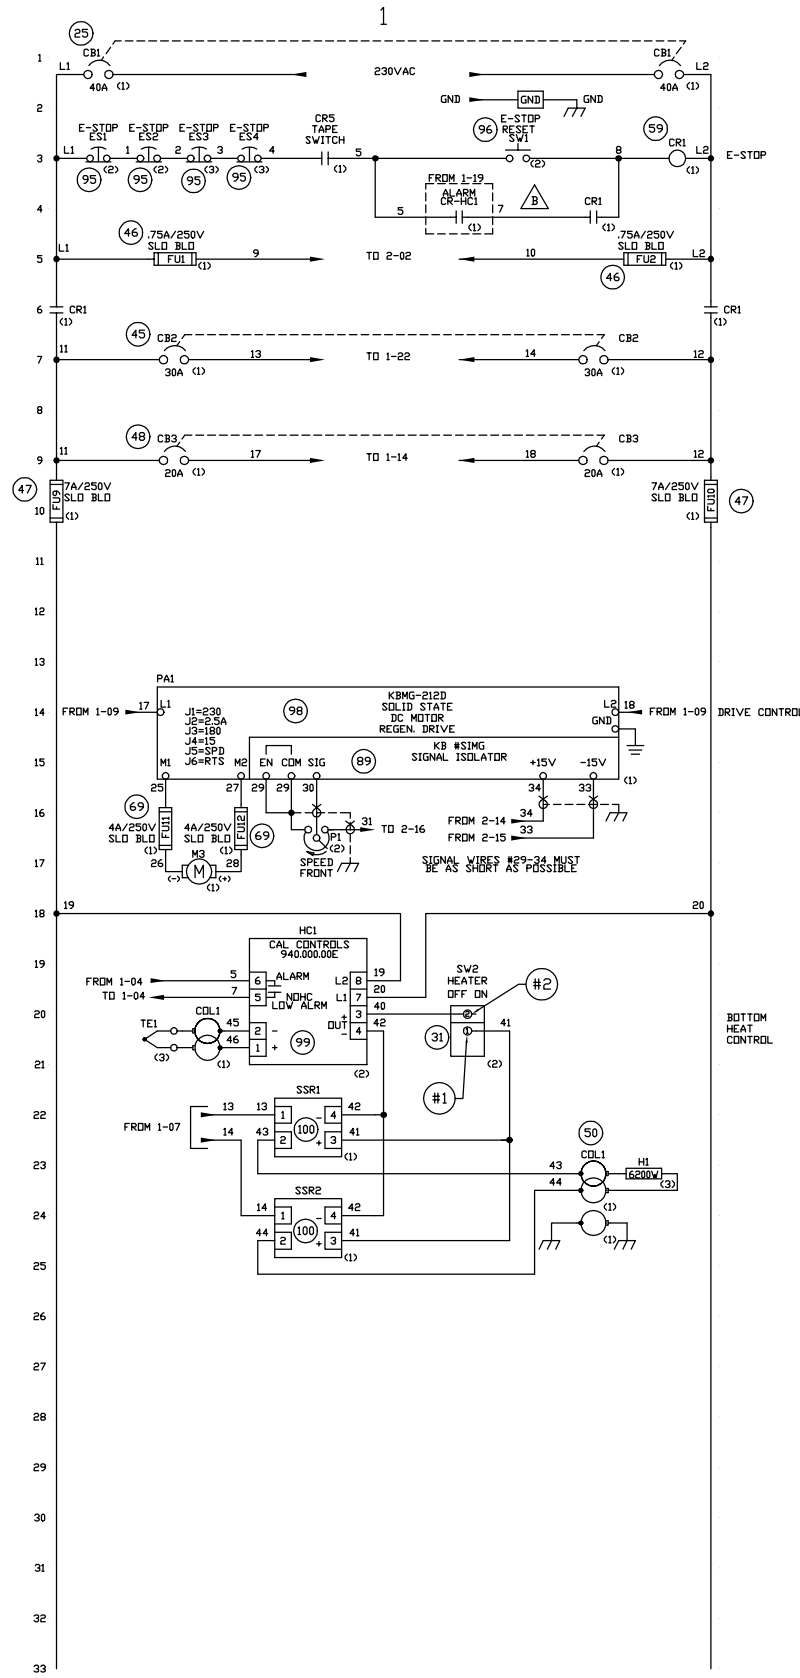 1
25
1
CB1
CB1
L1
230VAC
L2
40A (1)
40A (1)
2
GND
GND
GND
CR5
TAPE
SWITCH
96
E-STOP
RESET
SW1
59
E-STOP
ES1
E-STOP
ES2
E-STOP
ES3
E-STOP
ES4
CR1
3
L1
1
2
3
4
5
8
L2
E-STOP
(2)
(2)
(3)
(3)
(1)
(2)
(1)
95
95
95
95
FROM 1-19
ALARM
CR-HC1
B
CR1
4
5
7
(1)
(1)
46
.75A/250V
SLO BLO
.75A/250V
SLO BLO
5
L1
FU1
(1)
9
TO 2-02
10
FU2
(1)
L2
46
6
CR1
(1)
CR1
(1)
45
CB2
CB2
7
11
13
TO 1-22
14
12
30A (1)
30A (1)
8
48
CB3
CB3
9
11
17
TO 1-14
18
12
20A (1)
20A (1)
47
FU9
7A/250V
SLO BLO
(1)
7A/250V
SLO BLO
(1)
FU10
47
10
11
12
13
PA1
14
FROM 1-09
17
L1
J1=230
J2=2.5A
J3=180
J4=15
J5=SPD
J6=RTS
98
KBMG-212D
SOLID STATE
DC MOTOR
REGEN. DRIVE
L2
GND
18
FROM 1-09
DRIVE CONTROL
15
M1
M2
EN
COM
SIG
89
KB #SIMG
SIGNAL ISOLATOR
+15V
-15V
(1)
25
27
29
29
30
34
33
16
69
4A/250V
SLO BLO
(1)
FU11
4A/250V
SLO BLO
(1)
FU12
69
P1
(2)
31
TO 2-16
FROM 2-14
34
FROM 2-15
33
17
26
M3
28
(-)
M
(+)
(1)
SPEED
FRONT
SIGNAL WIRES #29-34 MUST
BE AS SHORT AS POSSIBLE
18
19
20
HC1
CAL CONTROLS
940.000.00E
19
FROM 1-04
5
6
ALARM
L2
8
19
SW2
HEATER
OFF ON
#2
TO 1-04
7
5
NOHC
LOW ALRM
L1
7
20
20
TE1
COL1
45
2
-
+
3
40
2
OUT
-
4
42
31
1
41
BOTTOM
HEAT
CONTROL
(3)
(1)
46
1
+
99
21
(2)
(2)
#1
SSR1
22
FROM 1-07
13
13
1
-
4
42
100
14
43
2
+
3
41
(1)
50
23
COL1
43
H1
6200W
44
(3)
(1)
SSR2
24
14
1
-
4
42
100
44
2
+
3
41
(1)
(1)
25
26
27
28
29
30
31
32
33